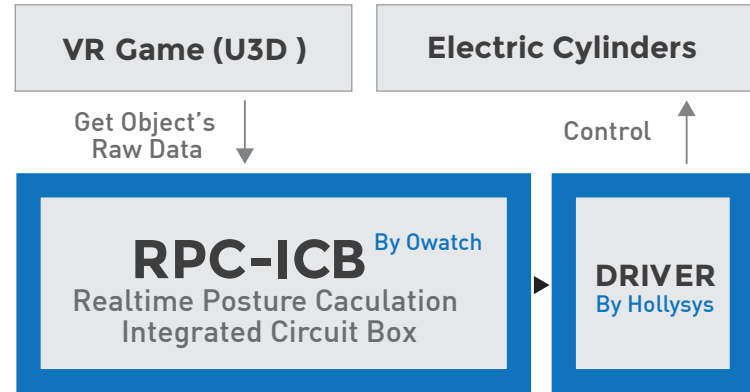 VR Game (U3D )
Electric Cylinders
Get Object's
Raw Data
Control
RPC-ICB By Owatch
Realtime Posture Caculation
Integrated Circuit Box
DRIVER
By Hollysys